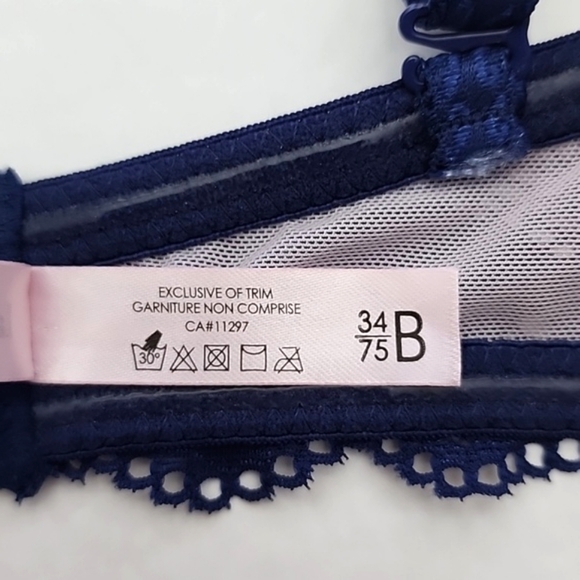 EXCLUSIVE OF TRIM
GARNITURE NON COMPRISE
CA#11297
30°
34
75 B